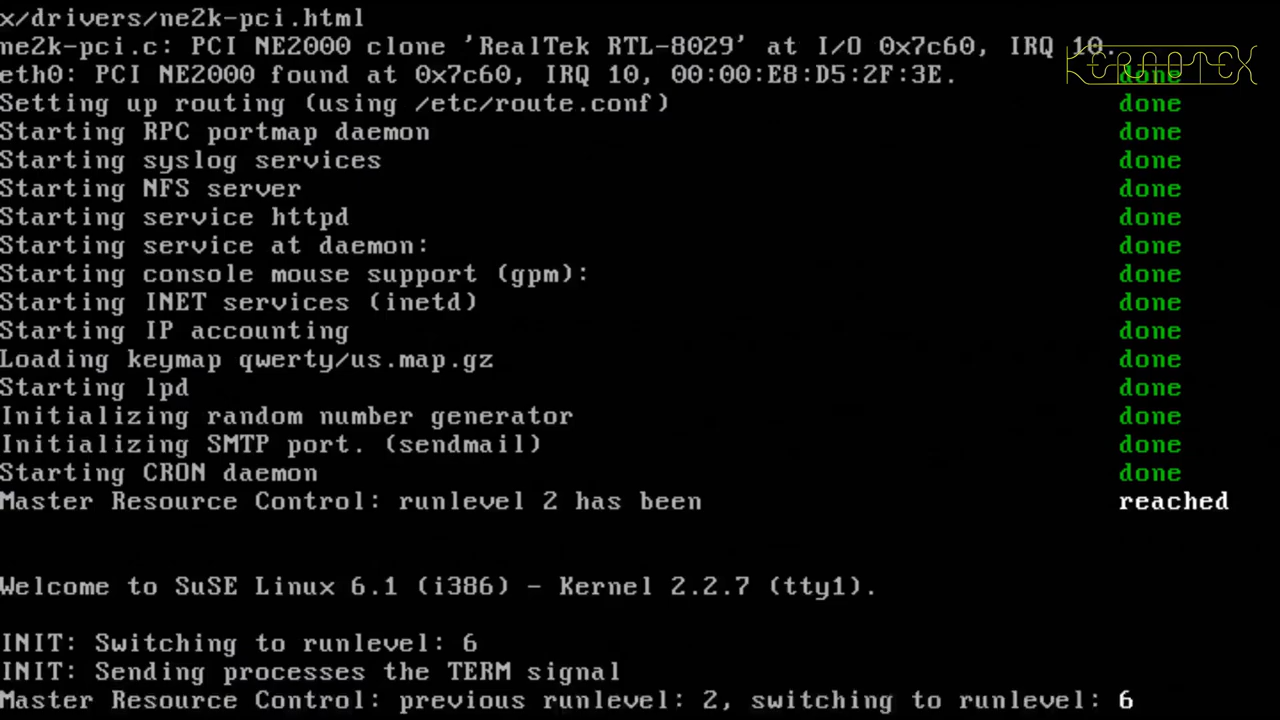 x/drivers/ne2k-pci.html
ne2k-pci.c: PCI NE2000 clone 'RealTek RTL-8029' at I/O 0x7c60, IRQ 10.
KERNOTEX
eth0: PCI NE2000 found at 0x7c60, IRQ 10, 00:00:E8:D5:2F:3E. done
Setting up routing (using /etc/route.conf) done
Starting RPC portmap daemon done
Starting syslog services done
Starting NFS server done
Starting service httpd done
Starting service at daemon: done
Starting console mouse support (gpm): done
Starting INET services (inetd) done
Starting IP accounting done
Loading keymap qwerty/us.map.gz done
Starting lpd done
Initializing random number generator done
Initializing SMTP port. (sendmail) done
Starting CRON daemon done
Master Resource Control: runlevel 2 has been reached
Welcome to SuSE Linux 6.1 (i386) - Kernel 2.2.7 (tty1).
INIT: Switching to runlevel: 6
INIT: Sending processes the TERM signal
Master Resource Control: previous runlevel: 2, switching to runlevel: 6